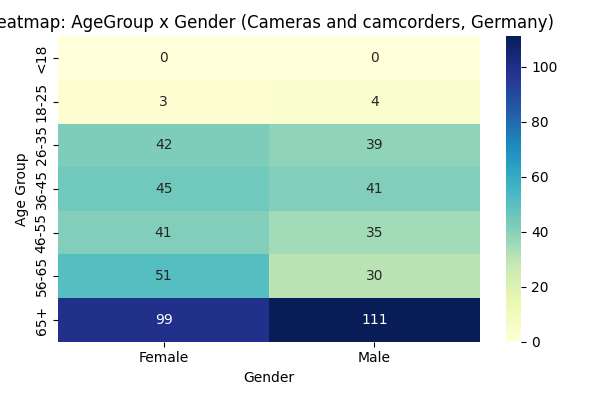 eatmap: AgeGroup x Gender (Cameras and camcorders, Germany)
<18 0 0
18-25 3 4
26-35 42 39
36-45 45 41
46-55 41 35
56-65 51 30
65+ 99 111
Female Male
Gender
Age Group
100
80
60
40
20
0